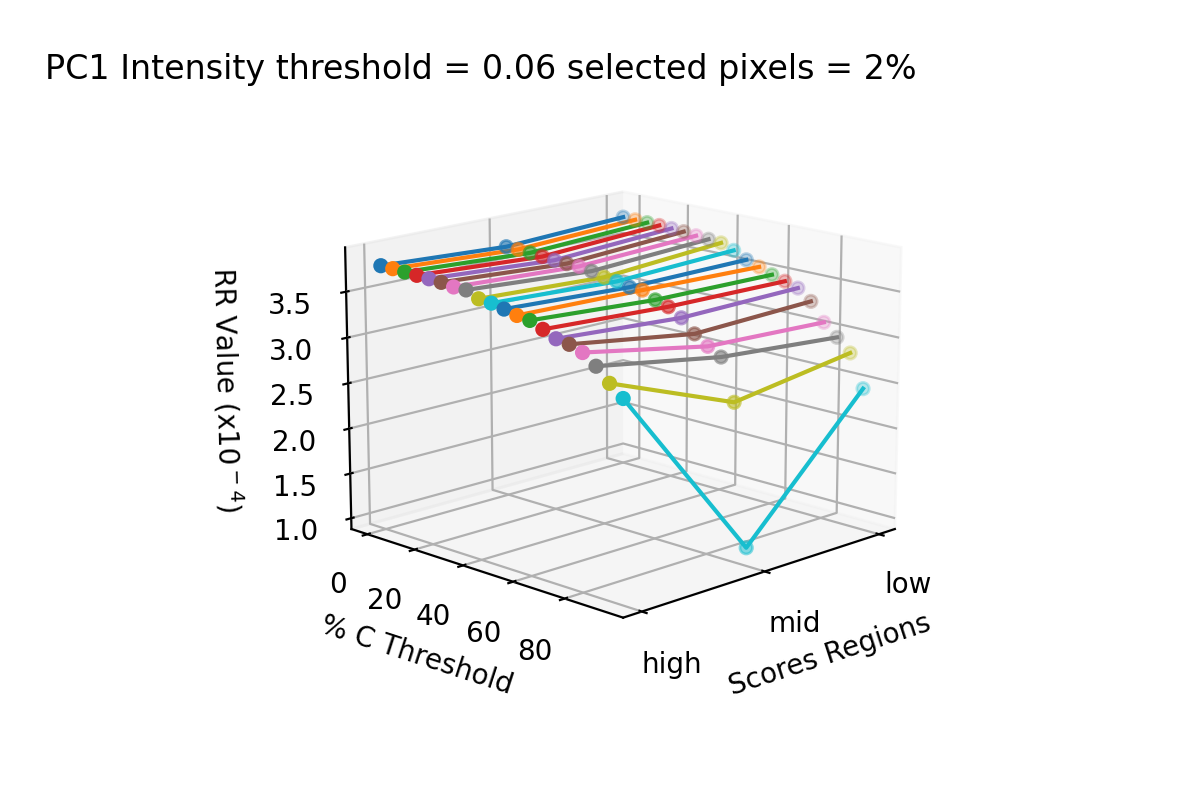 PC1 Intensity threshold = 0.06 selected pixels = 2%
RR Value (x10⁻⁴)
3.5
3.0
2.5
2.0
1.5
1.0
0
20
40
60
80
% C Threshold
high
mid
low
Scores Regions